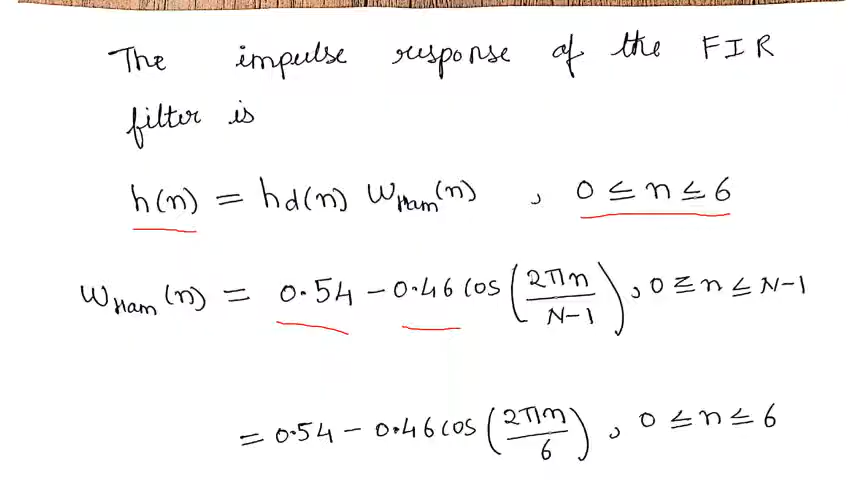 The impulse response of the FIR
filter is
h(n) = hd(n) WHam(n) , 0 ≤ n ≤ 6
WHam(n) = 0.54 - 0.46 cos (2πn / N-1), 0 ≤ n ≤ N-1
= 0.54 - 0.46 cos (2πn / 6), 0 ≤ n ≤ 6